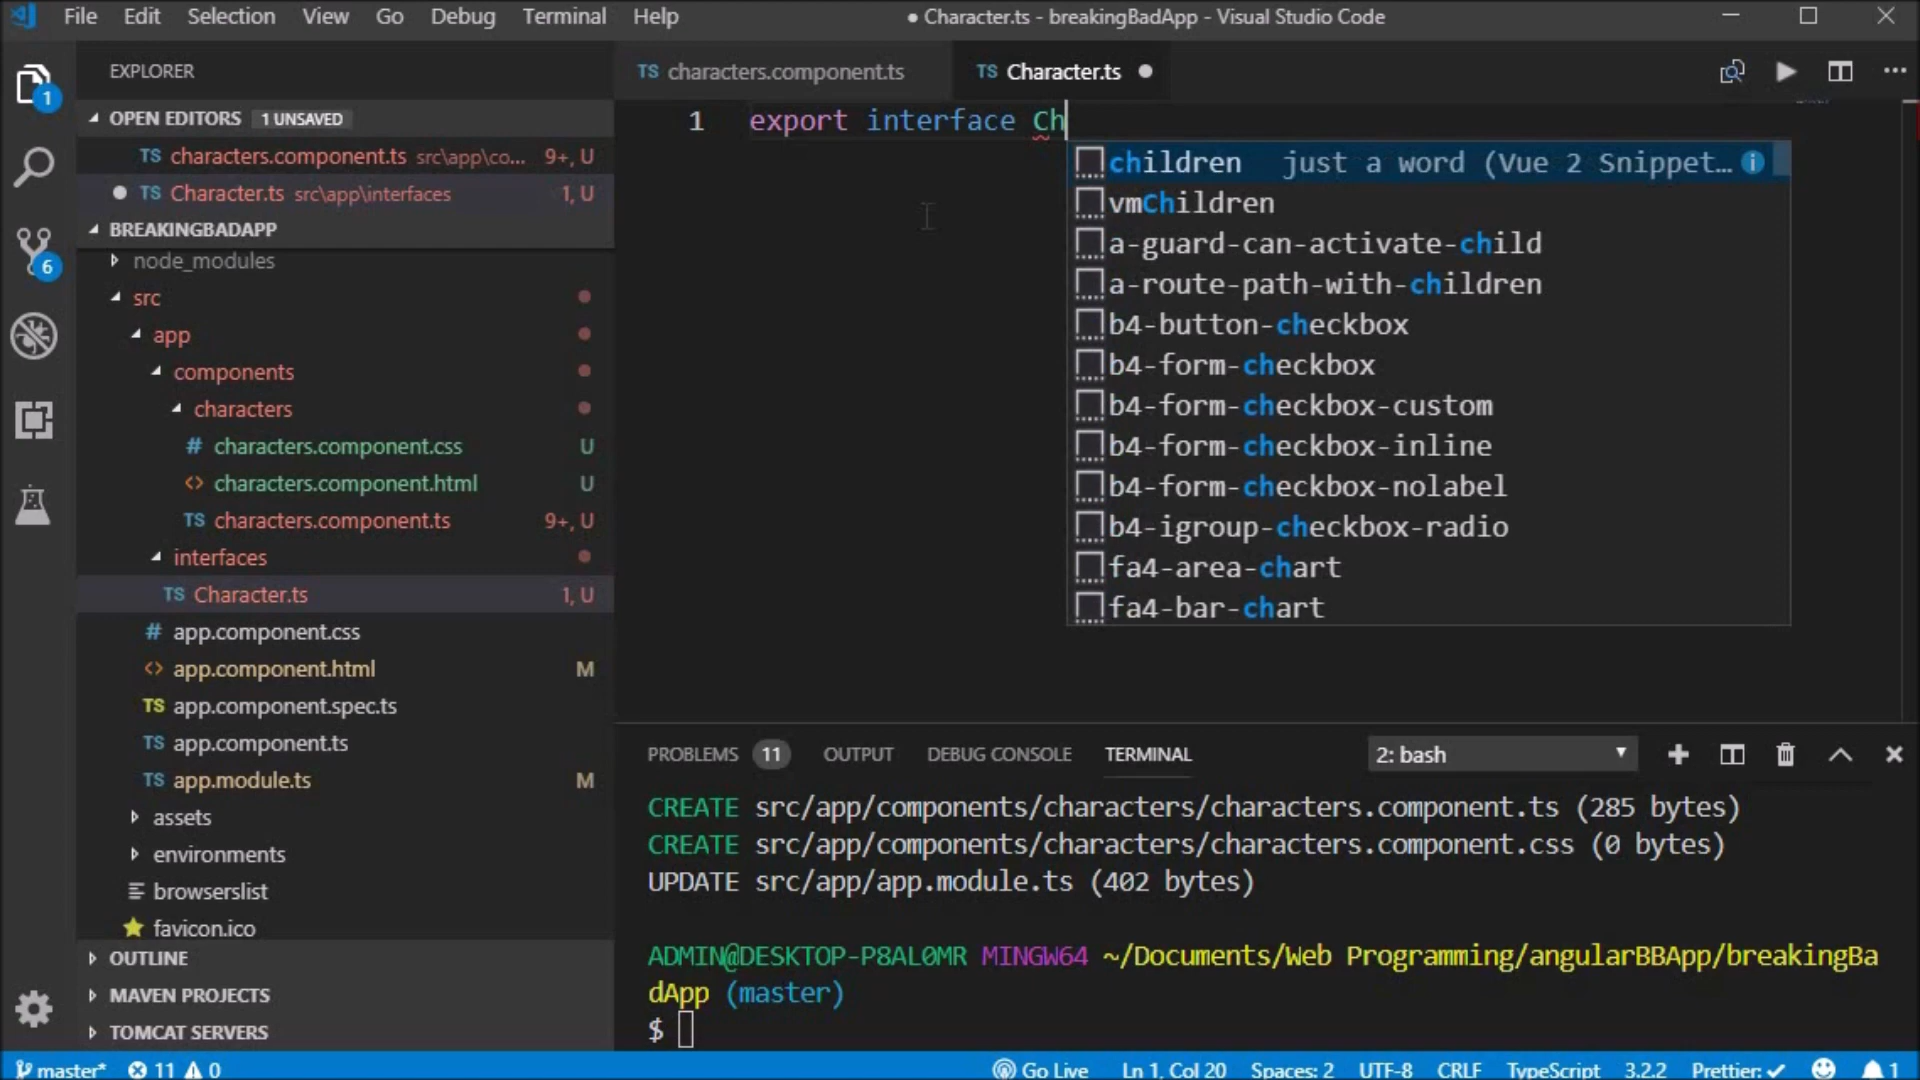 File Edit Selection View Go Debug Terminal Help ● Character.ts - breakingBadApp - Visual Studio Code
EXPLORER
OPEN EDITORS 1 UNSAVED
TS characters.component.ts src\app\co... 9+, U
TS Character.ts src\app\interfaces 1, U
BREAKINGBADAPP
node_modules
src
app
components
characters
# characters.component.css U
<> characters.component.html U
TS characters.component.ts 9+, U
interfaces
TS Character.ts 1, U
# app.component.css
<> app.component.html M
TS app.component.spec.ts
TS app.component.ts
TS app.module.ts M
assets
environments
browserslist
favicon.ico
OUTLINE
MAVEN PROJECTS
TOMCAT SERVERS
1
6
TS characters.component.ts TS Character.ts ●
1 export interface Ch
children just a word (Vue 2 Snippet…
vmChildren
a-guard-can-activate-child
a-route-path-with-children
b4-button-checkbox
b4-form-checkbox
b4-form-checkbox-custom
b4-form-checkbox-inline
b4-form-checkbox-nolabel
b4-igroup-checkbox-radio
fa4-area-chart
fa4-bar-chart
PROBLEMS 11 OUTPUT DEBUG CONSOLE TERMINAL 2: bash
CREATE src/app/components/characters/characters.component.ts (285 bytes)
CREATE src/app/components/characters/characters.component.css (0 bytes)
UPDATE src/app/app.module.ts (402 bytes)
ADMIN@DESKTOP-P8AL0MR MINGW64 ~/Documents/Web Programming/angularBBApp/breakingBa
dApp (master)
$
master* 11 0 Go Live Ln 1, Col 20 Spaces: 2 UTF-8 CRLF TypeScript 3.2.2 Prettier: ✓ 1